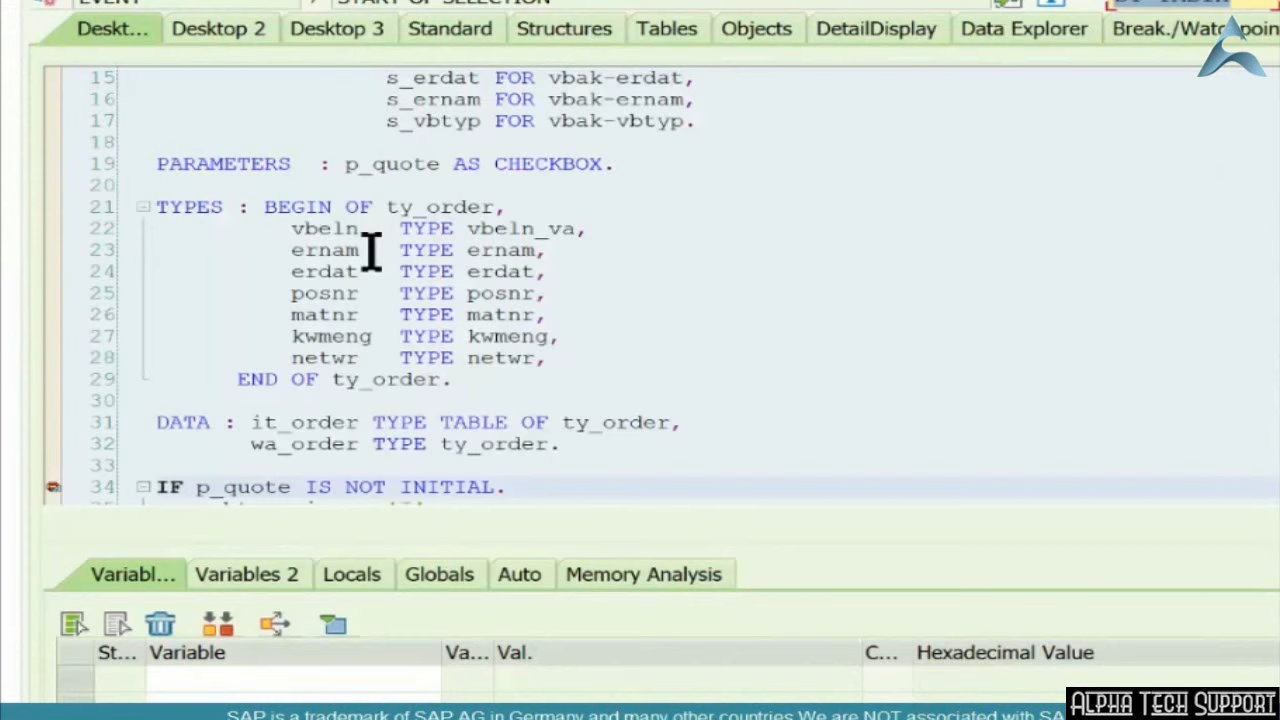 EVENT START OF SELECTION
Deskt... Desktop 2 Desktop 3 Standard Structures Tables Objects DetailDisplay Data Explorer Break./Watchpoin
15 s_erdat FOR vbak-erdat,
16 s_ernam FOR vbak-ernam,
17 s_vbtyp FOR vbak-vbtyp.
18
19 PARAMETERS : p_quote AS CHECKBOX.
20
21 TYPES : BEGIN OF ty_order,
22 vbeln TYPE vbeln_va,
23 ernam TYPE ernam,
24 erdat TYPE erdat,
25 posnr TYPE posnr,
26 matnr TYPE matnr,
27 kwmeng TYPE kwmeng,
28 netwr TYPE netwr,
29 END OF ty_order.
30
31 DATA : it_order TYPE TABLE OF ty_order,
32 wa_order TYPE ty_order.
33
34 IF p_quote IS NOT INITIAL.
Variabl... Variables 2 Locals Globals Auto Memory Analysis
St... Variable Va... Val. C... Hexadecimal Value
ALPHA TECH SUPPORT
SAP is a trademark of SAP AG in Germany and many other countries We are NOT associated with SA